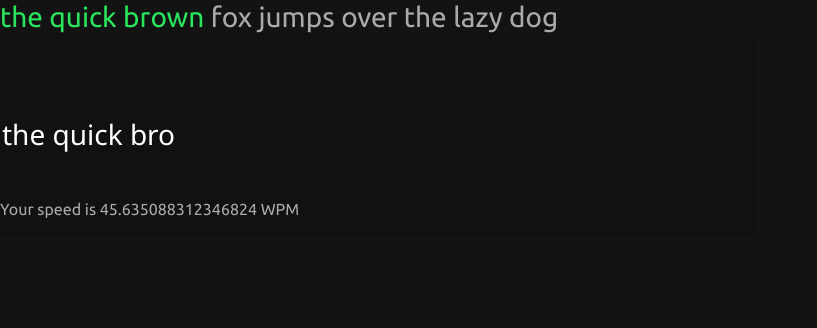 the quick brown fox jumps over the lazy dog
the quick bro
Your speed is 45.635088312346824 WPM